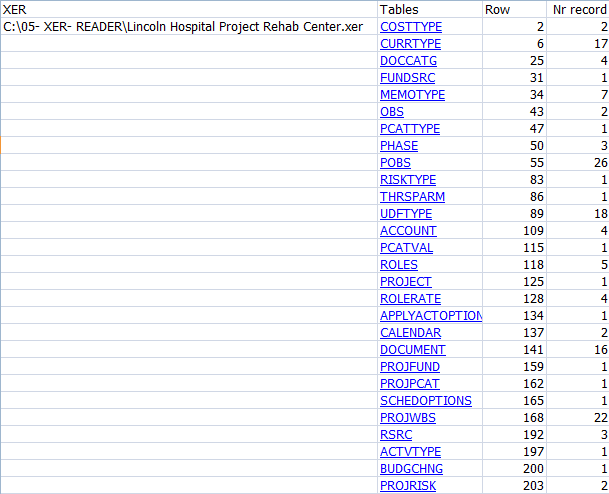 XER Tables Row Nr record
C:\05- XER- READER\Lincoln Hospital Project Rehab Center.xer COSTTYPE 2 2
CURRTYPE 6 17
DOCCATG 25 4
FUNDSRC 31 1
MEMOTYPE 34 7
OBS 43 2
PCATTYPE 47 1
PHASE 50 3
POBS 55 26
RISKTYPE 83 1
THRSPARM 86 1
UDFTYPE 89 18
ACCOUNT 109 4
PCATVAL 115 1
ROLES 118 5
PROJECT 125 1
ROLERATE 128 4
APPLYACTOPTION 134 1
CALENDAR 137 2
DOCUMENT 141 16
PROJFUND 159 1
PROJPCAT 162 1
SCHEDOPTIONS 165 1
PROJWBS 168 22
RSRC 192 3
ACTVTYPE 197 1
BUDGCHNG 200 1
PROJRISK 203 2